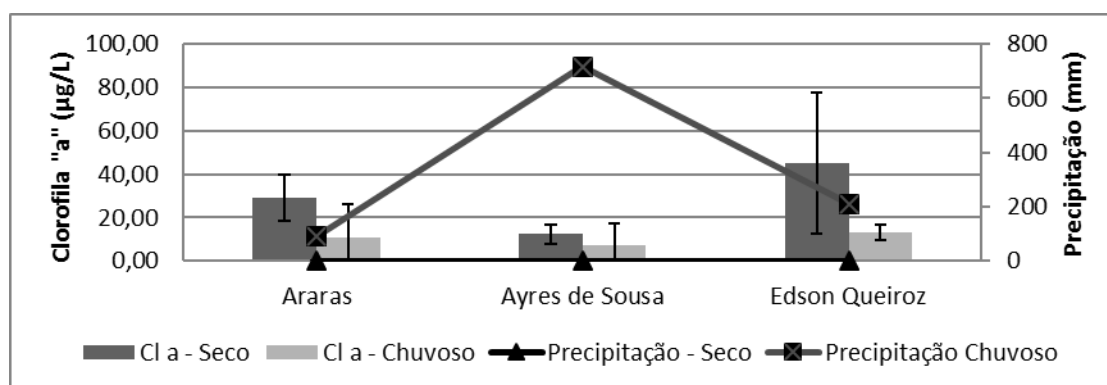 Clorofila "a" (µg/L)
100,00
80,00
60,00
40,00
20,00
0,00
800
600
400
200
0
Precipitação (mm)
Araras
Ayres de Sousa
Edson Queiroz
Cl a - Seco
Cl a - Chuvoso
Precipitação - Seco
Precipitação Chuvoso